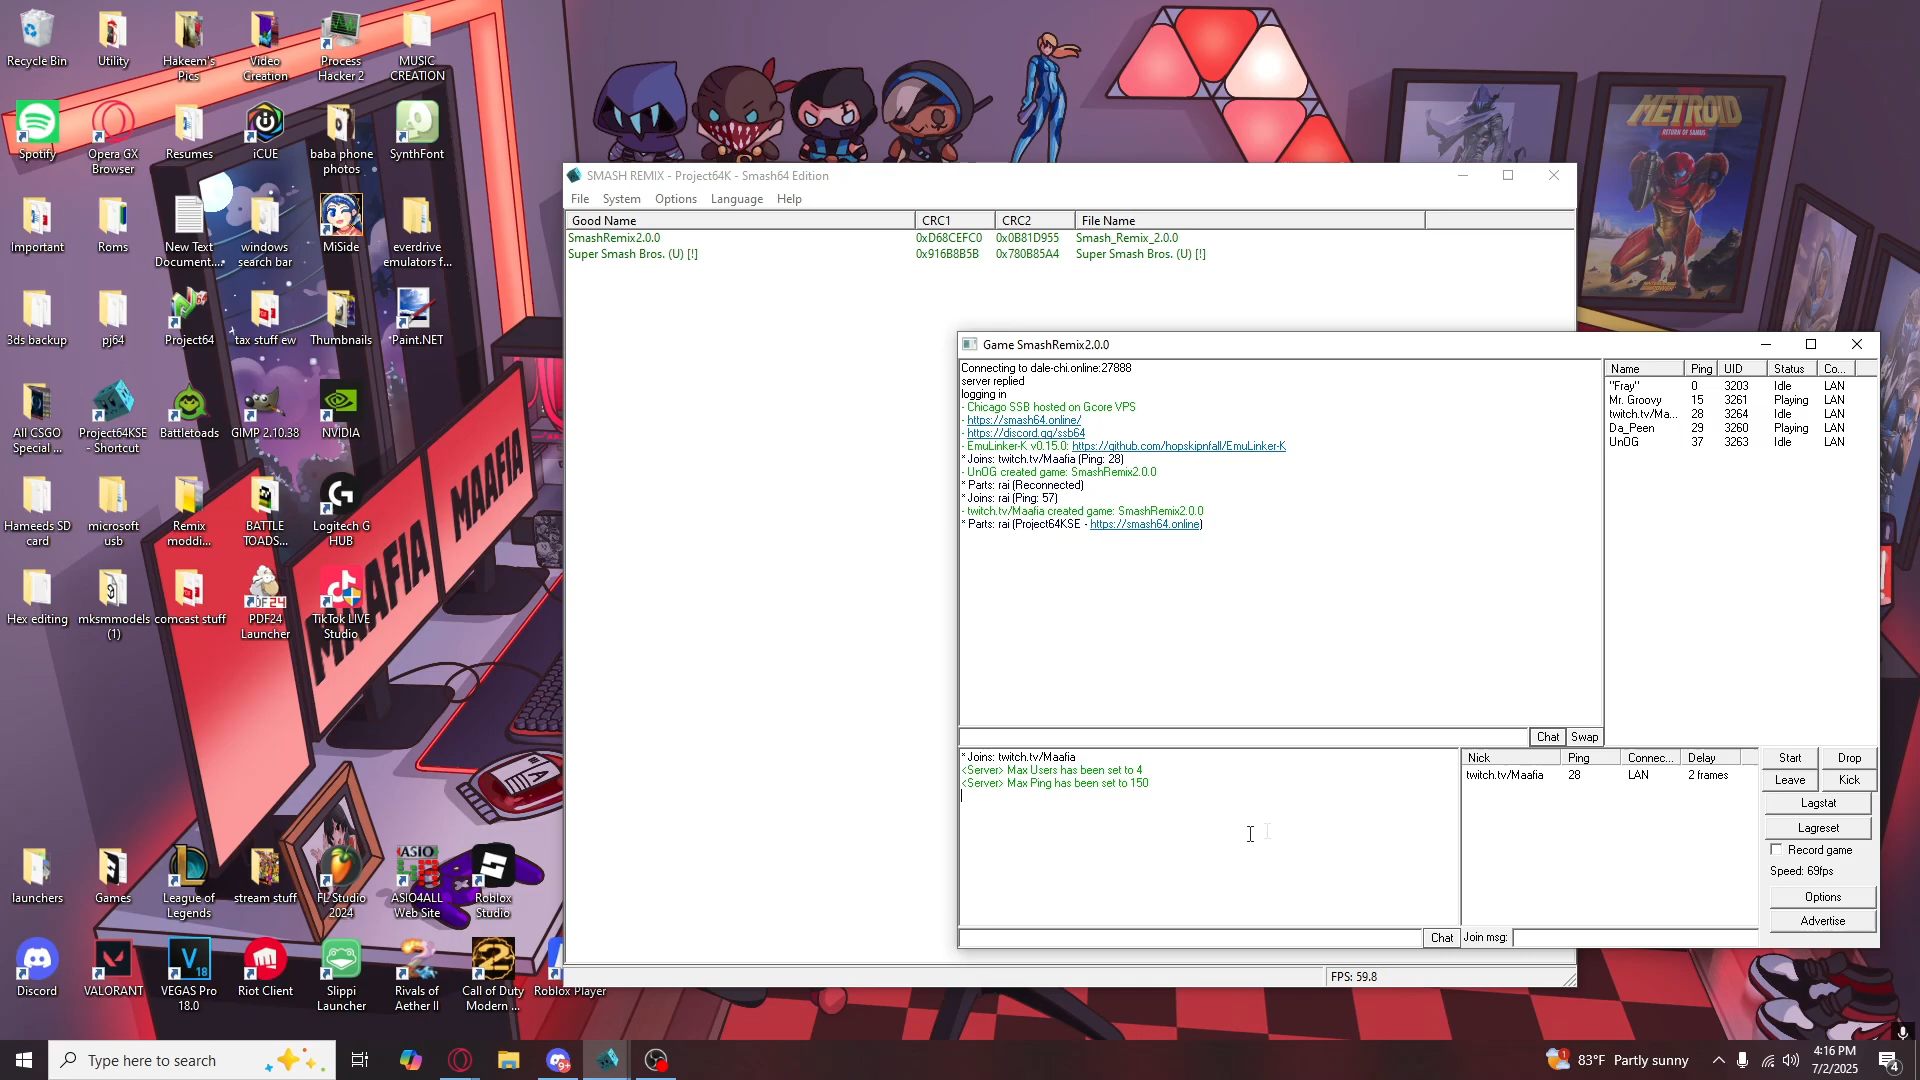 Recycle Bin
Utility
Hakeem's Pics
Video Creation
Process Hacker 2
MUSIC CREATION
Spotify
Opera GX Browser
Resumes
iCUE
baba phone photos
SynthFont
Important
Roms
New Text Document....
windows search bar
MiSide
everdrive emulators f...
3ds backup
pj64
Project64
tax stuff ew
Thumbnails
Paint.NET
All CSGO Special ...
Project64KSE - Shortcut
Battletoads
GIMP 2.10.38
NVIDIA
Hameeds SD card
microsoft usb
Remix moddi...
BATTLE TOADS...
Logitech G HUB
Hex editing
mksmmodels (1)
comcast stuff
PDF24 Launcher
TikTok LIVE Studio
launchers
Games
League of Legends
stream stuff
FL Studio 2024
ASIO4ALL Web Site
Roblox Studio
Discord
VALORANT
VEGAS Pro 18.0
Riot Client
Slippi Launcher
Rivals of Aether II
Call of Duty Modern ...
Roblox Player
MAAFIA
MAAFIA
METROID
RETURN OF SAMUS
SMASH REMIX - Project64K - Smash64 Edition
File System Options Language Help
Good Name CRC1 CRC2 File Name
SmashRemix2.0.0 0xD68CEFC0 0x0B81D955 Smash_Remix_2.0.0
Super Smash Bros. (U) [!] 0x916B8B5B 0x780B85A4 Super Smash Bros. (U) [!]
FPS: 59.8
Game SmashRemix2.0.0
Connecting to dale-chi.online:27888
server replied
logging in
- Chicago SSB hosted on Gcore VPS
- https://smash64.online/
- https://discord.gg/ssb64
- EmuLinker-K v0.15.0: https://github.com/hopskipnfall/EmuLinker-K
* Joins: twitch.tv/Maafia (Ping: 28)
- UnOG created game: SmashRemix2.0.0
* Parts: rai (Reconnected)
* Joins: rai (Ping: 57)
- twitch.tv/Maafia created game: SmashRemix2.0.0
* Parts: rai (Project64KSE - https://smash64.online)
Name Ping UID Status Co...
"Fray" 0 3203 Idle LAN
Mr. Groovy 15 3261 Playing LAN
twitch.tv/Ma... 28 3264 Idle LAN
Da_Peen 29 3260 Playing LAN
UnOG 37 3263 Idle LAN
Chat Swap
* Joins: twitch.tv/Maafia
<Server> Max Users has been set to 4
<Server> Max Ping has been set to 150
Nick Ping Connec... Delay
twitch.tv/Maafia 28 LAN 2 frames
Start Drop
Leave Kick
Lagstat
Lagreset
Record game
Speed: 69fps
Options
Advertise
Chat Join msg:
Type here to search
9+
83°F Partly sunny
4:16 PM
7/2/2025
4